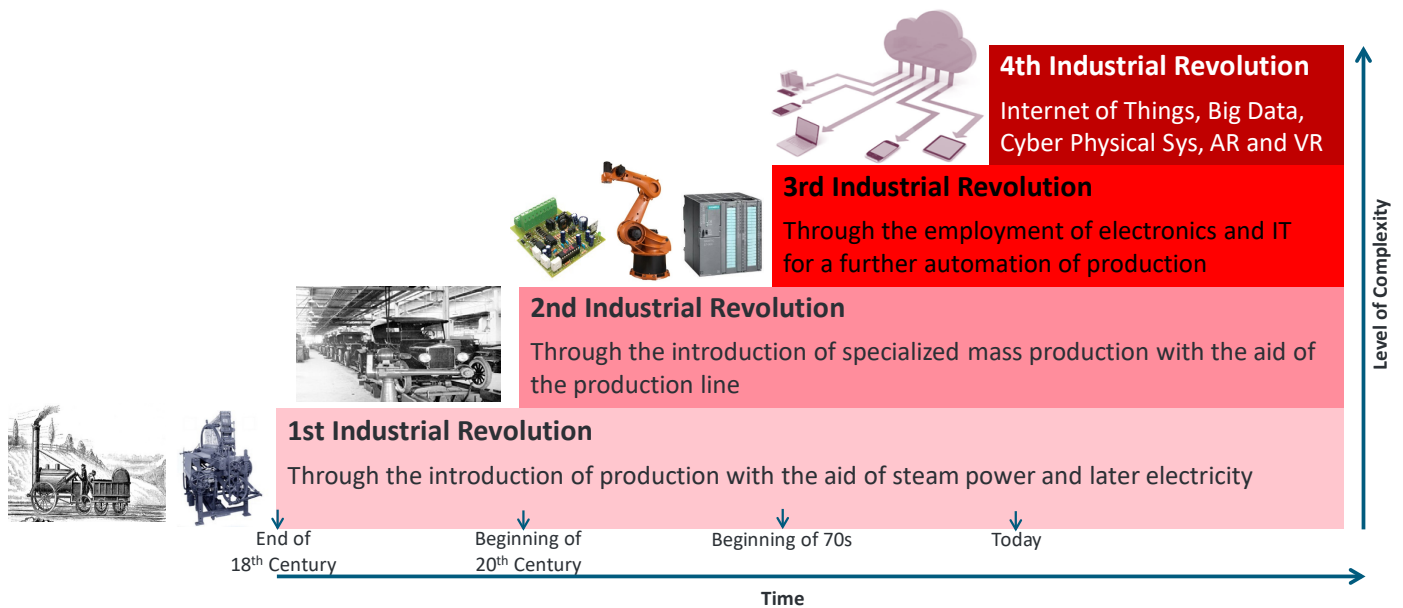 4th Industrial Revolution
Internet of Things, Big Data,
Cyber Physical Sys, AR and VR
3rd Industrial Revolution
Through the employment of electronics and IT
for a further automation of production
2nd Industrial Revolution
Through the introduction of specialized mass production with the aid of
the production line
1st Industrial Revolution
Through the introduction of production with the aid of steam power and later electricity
End of
18th Century
Beginning of
20th Century
Beginning of 70s
Today
Time
Level of Complexity